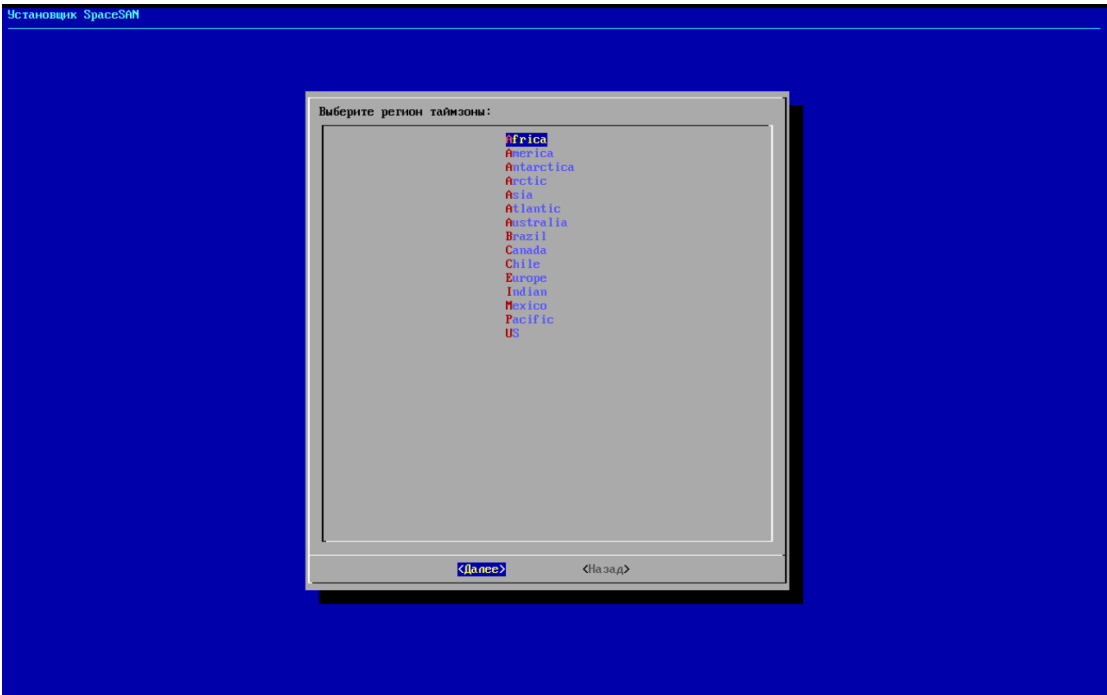 Установщик SpaceSAN
Выберите регион таймзоны:
Africa
America
Antarctica
Arctic
Asia
Atlantic
Australia
Brazil
Canada
Chile
Europe
Indian
Mexico
Pacific
US
<Далее> <Назад>